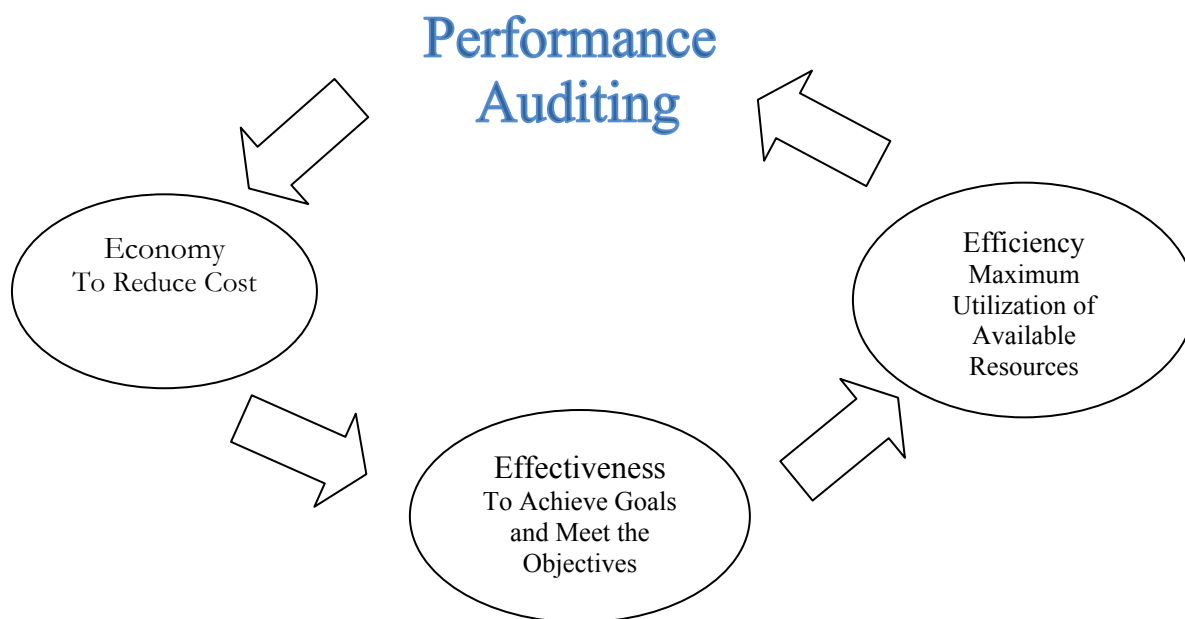 Performance
Auditing
Economy
To Reduce Cost
Effectiveness
To Achieve Goals
and Meet the
Objectives
Efficiency
Maximum
Utilization of
Available
Resources